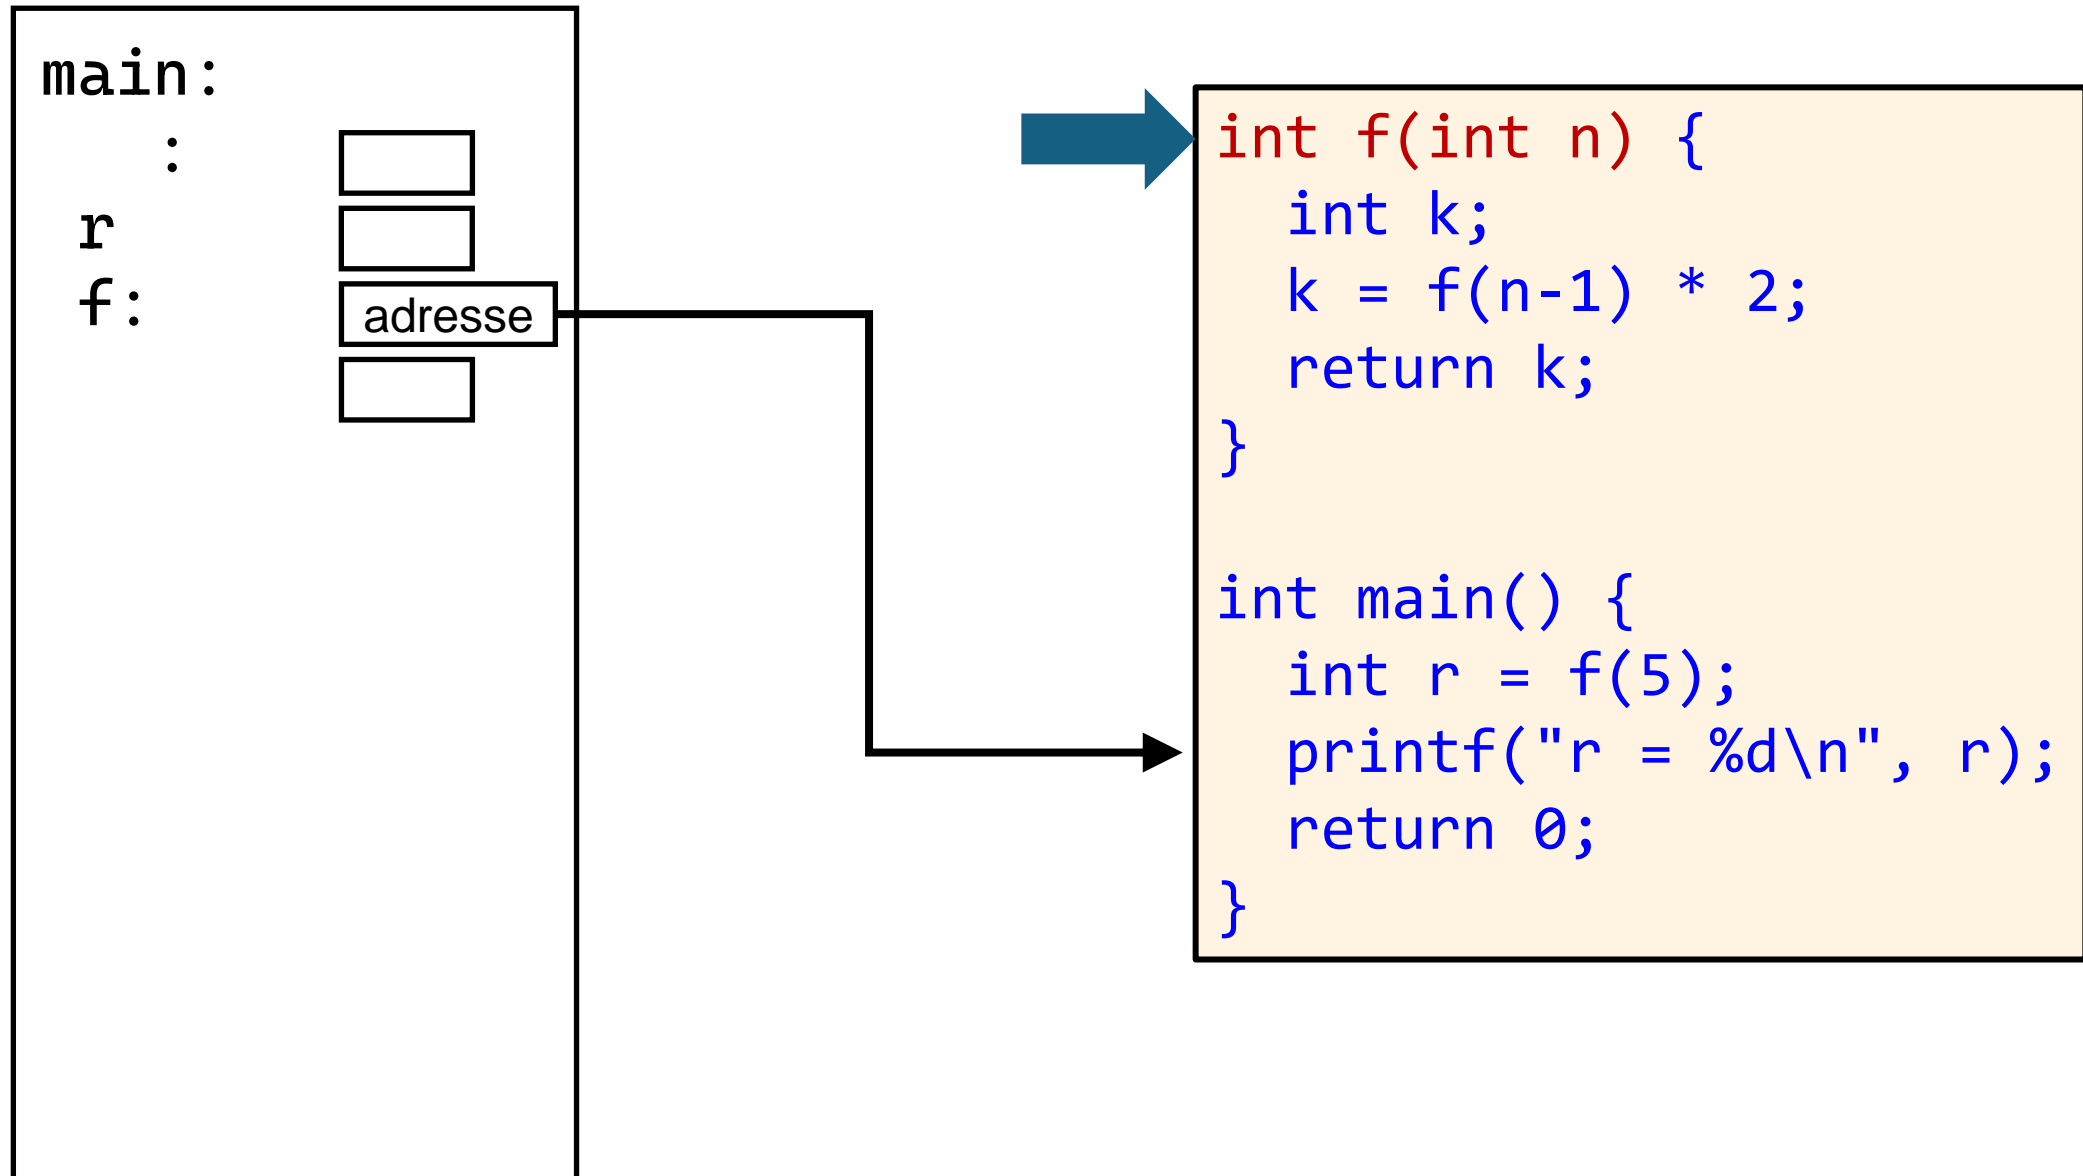 main:
:
r
f:
adresse
int f(int n) {
  int k;
  k = f(n-1) * 2;
  return k;
}
int main() {
  int r = f(5);
  printf("r = %d\n", r);
  return 0;
}